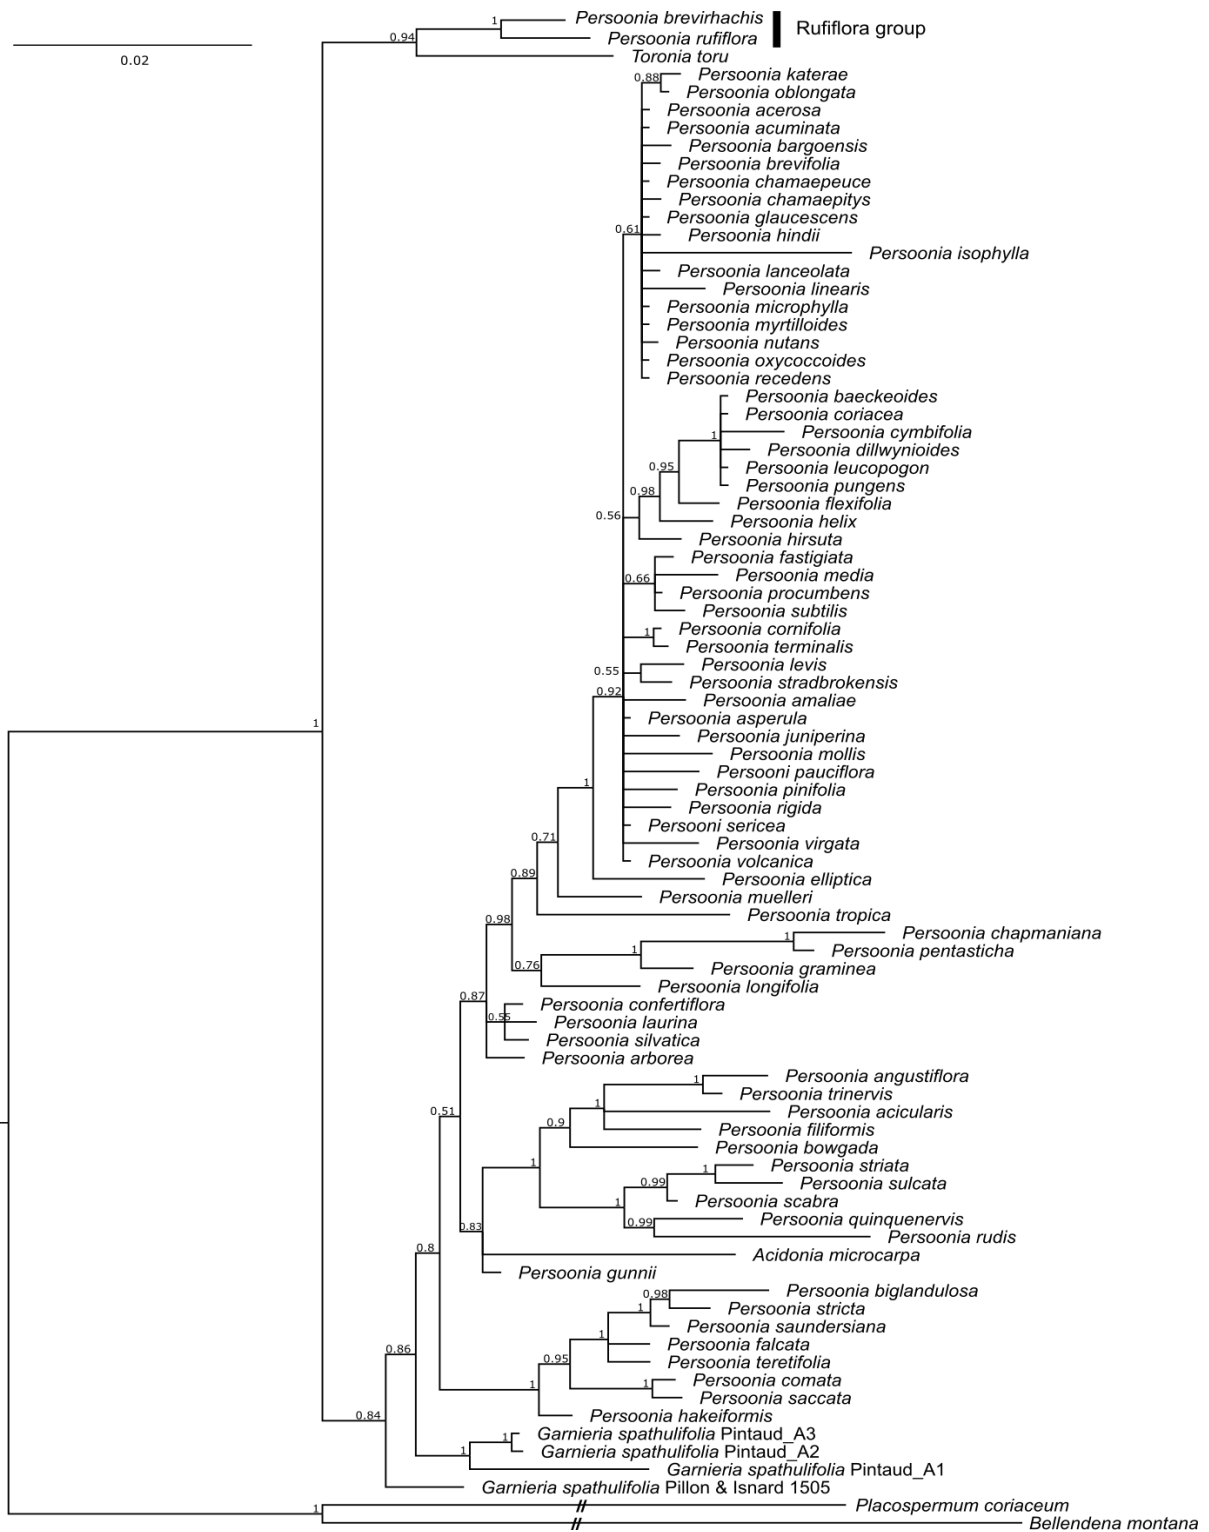 1
Persoonia brevirhachis
Rufiflora group
0.94
Persoonia rufiflora
0.02
Toronia toru
0.88
Persoonia katerae
Persoonia oblongata
Persoonia acerosa
Persoonia acuminata
Persoonia bargoensis
Persoonia brevifolia
Persoonia chamaepeuce
Persoonia chamaepitys
Persoonia glaucescens
0.61
Persoonia hindii
Persoonia isophylla
Persoonia lanceolata
Persoonia linearis
Persoonia microphylla
Persoonia myrtilloides
Persoonia nutans
Persoonia oxycoccoides
Persoonia recedens
Persoonia baeckeoides
Persoonia coriacea
1
Persoonia cymbifolia
Persoonia dillwynioides
0.95
Persoonia leucopogon
0.98
Persoonia pungens
Persoonia flexifolia
0.56
Persoonia helix
Persoonia hirsuta
Persoonia fastigiata
0.66
Persoonia media
Persoonia procumbens
Persoonia subtilis
1
Persoonia cornifolia
Persoonia terminalis
0.55
Persoonia levis
Persoonia stradbrokensis
0.92
Persoonia amaliae
Persoonia asperula
1
Persoonia juniperina
Persoonia mollis
Persooni pauciflora
1
Persoonia pinifolia
Persoonia rigida
Persooni sericea
0.71
Persoonia virgata
Persoonia volcanica
0.89
Persoonia elliptica
Persoonia muelleri
0.98
Persoonia tropica
1
Persoonia chapmaniana
1
Persoonia pentasticha
0.76
Persoonia graminea
Persoonia longifolia
0.87
Persoonia confertiflora
0.55
Persoonia laurina
Persoonia silvatica
Persoonia arborea
1
Persoonia angustiflora
Persoonia trinervis
1
Persoonia acicularis
0.51
0.9
Persoonia filiformis
Persoonia bowgada
1
1
Persoonia striata
0.99
Persoonia sulcata
1
Persoonia scabra
0.99
Persoonia quinquenervis
0.83
Persoonia rudis
0.8
Acidonia microcarpa
Persoonia gunnii
0.98
Persoonia biglandulosa
1
Persoonia stricta
Persoonia saundersiana
1
Persoonia falcata
0.86
0.95
Persoonia teretifolia
1
1
Persoonia comata
Persoonia saccata
0.84
Persoonia hakeiformis
1
Garnieria spathulifolia Pintaud_A3
1
Garnieria spathulifolia Pintaud_A2
Garnieria spathulifolia Pintaud_A1
Garnieria spathulifolia Pillon & Isnard 1505
1
Placospermum coriaceum
Bellendena montana